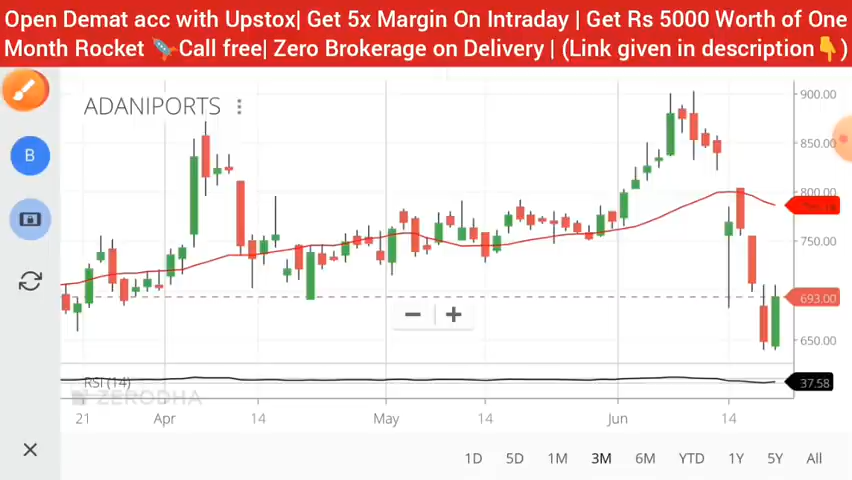 Open Demat acc with Upstox| Get 5x Margin On Intraday | Get Rs 5000 Worth of One
Month Rocket 🚀Call free| Zero Brokerage on Delivery | (Link given in description👇)
ADANIPORTS
B
900.00
850.00
800.00
750.00
693.00
650.00
RSI (14)
37.58
ZERODHA
21 Apr 14 May 14 Jun 14
1D 5D 1M 3M 6M YTD 1Y 5Y All